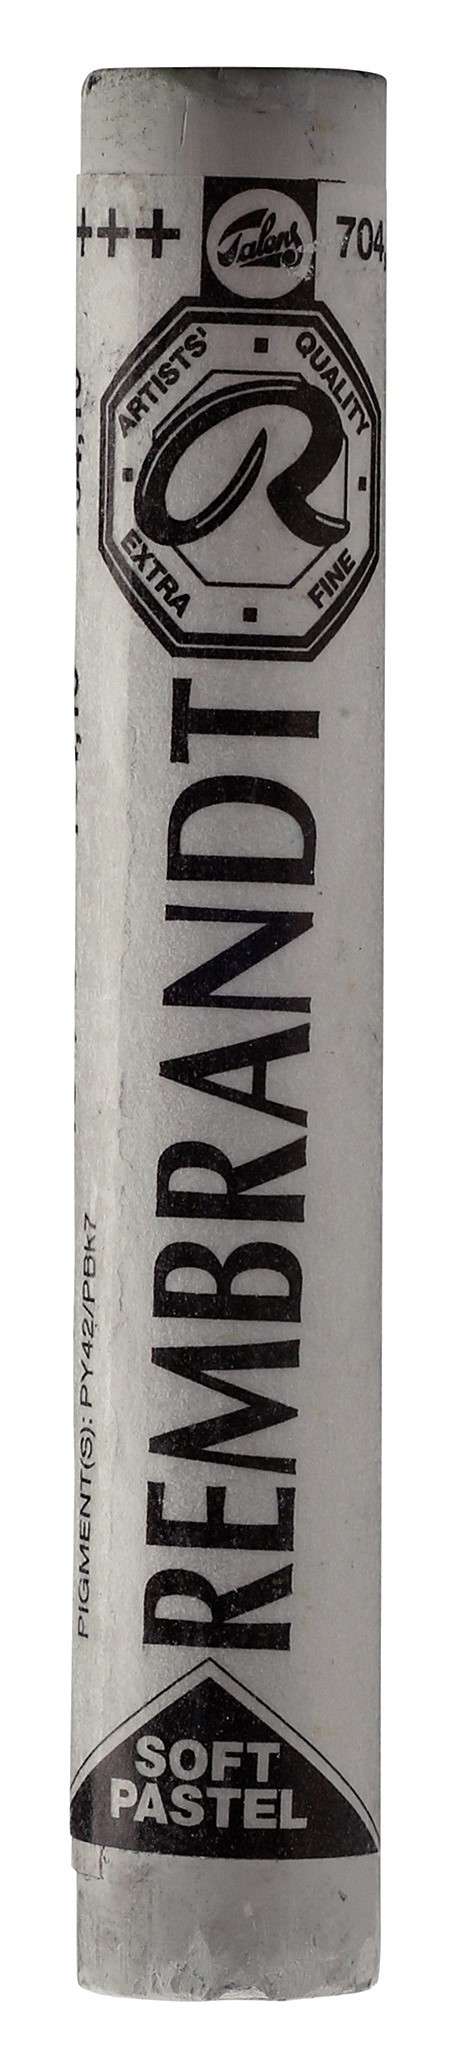 +++
Talens
704,
ARTISTS' QUALITY
EXTRA FINE
R
REMBRANDT
PIGMENT(S): PY42/PBk7
SOFT
PASTEL